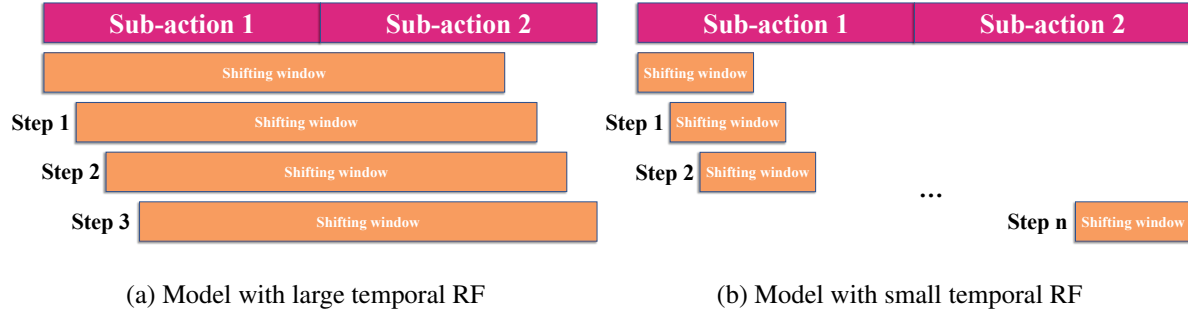 Sub-action 1 Sub-action 2
Shifting window
Step 1 Shifting window
Step 2 Shifting window
Step 3 Shifting window
(a) Model with large temporal RF
Sub-action 1 Sub-action 2
Shifting window
Step 1 Shifting window
Step 2 Shifting window
...
Step n Shifting window
(b) Model with small temporal RF